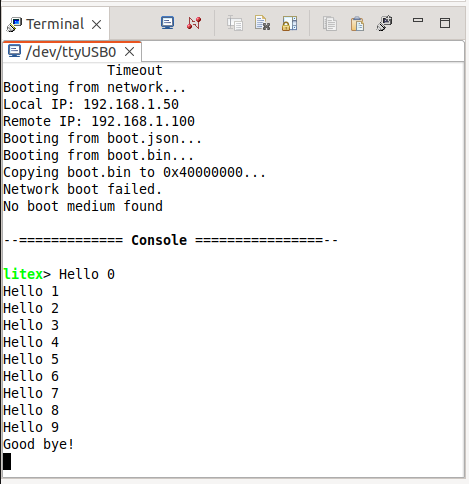 Terminal
/dev/ttyUSB0
Timeout
Booting from network...
Local IP: 192.168.1.50
Remote IP: 192.168.1.100
Booting from boot.json...
Booting from boot.bin...
Copying boot.bin to 0x40000000...
Network boot failed.
No boot medium found
--============= Console ================--
litex> Hello 0
Hello 1
Hello 2
Hello 3
Hello 4
Hello 5
Hello 6
Hello 7
Hello 8
Hello 9
Good bye!